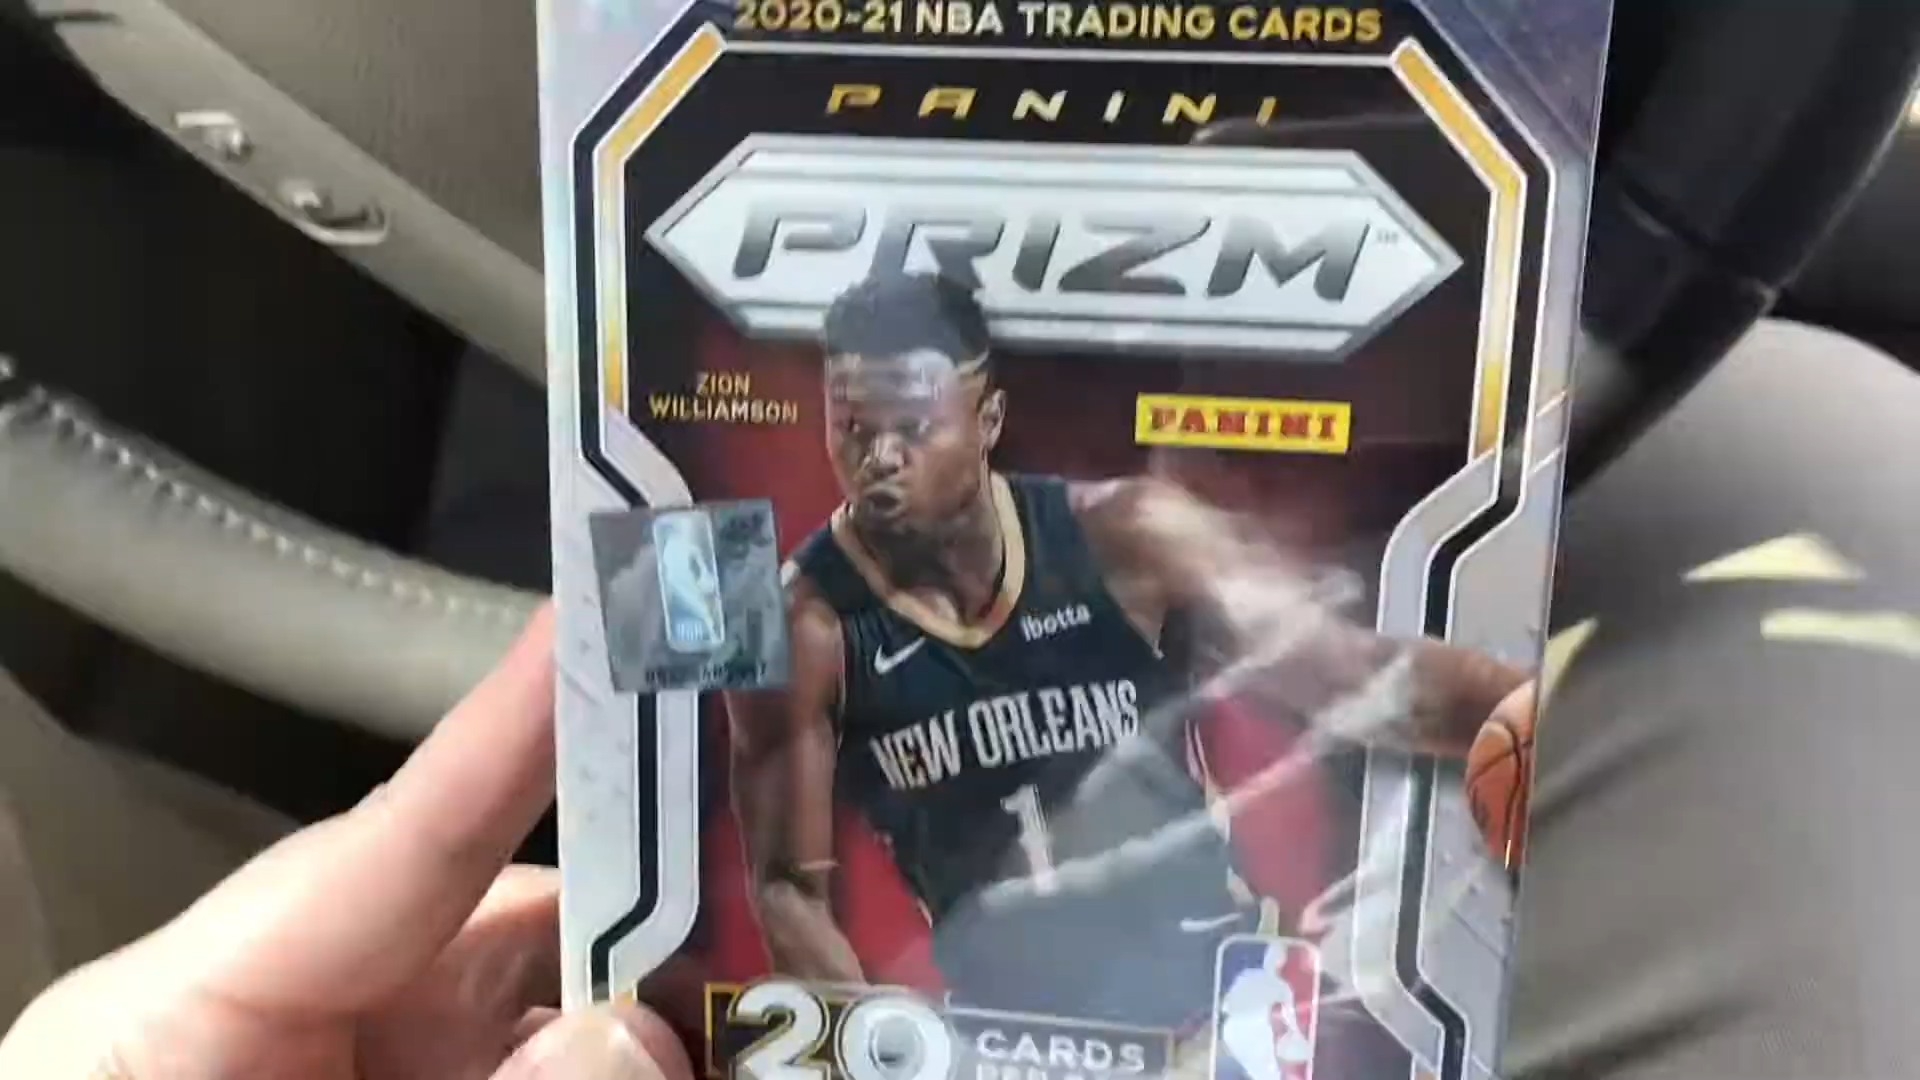 2020-21 NBA TRADING CARDS
PANINI
PRIZM
ZION
WILLIAMSON
PANINI
ibotta
NEW ORLEANS
1
20
CARDS